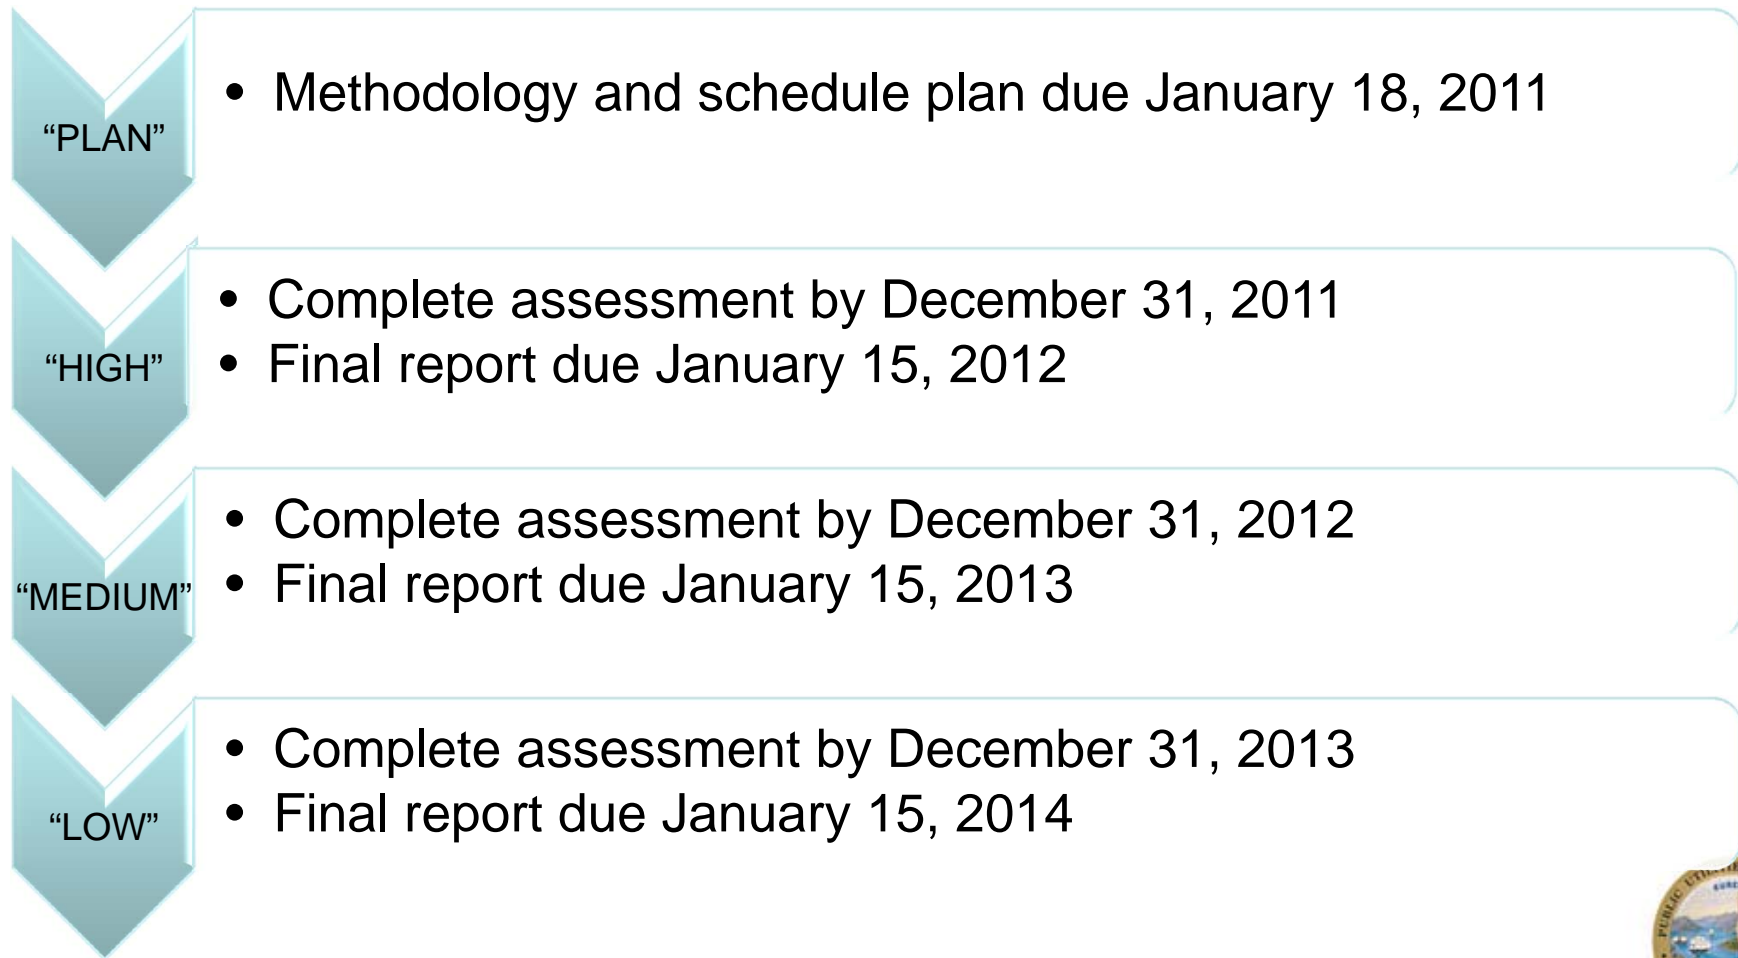 “PLAN”
• Methodology and schedule plan due January 18, 2011
“HIGH”
• Complete assessment by December 31, 2011
• Final report due January 15, 2012
“MEDIUM”
• Complete assessment by December 31, 2012
• Final report due January 15, 2013
“LOW”
• Complete assessment by December 31, 2013
• Final report due January 15, 2014
PUBLIC